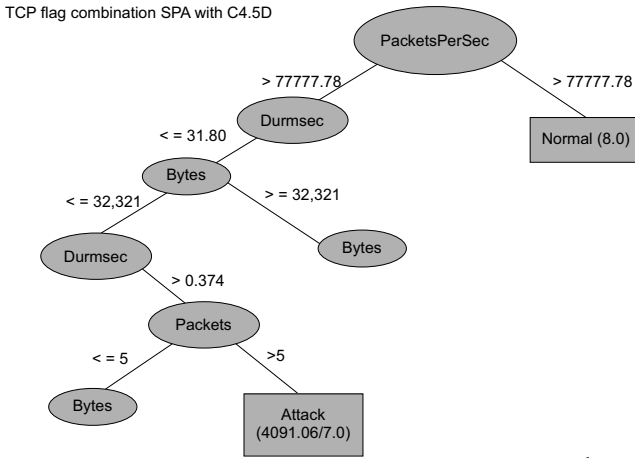 TCP flag combination SPA with C4.5D
PacketsPerSec
> 77777.78
> 77777.78
Durmsec
Normal (8.0)
< = 31.80
Bytes
< = 32,321
> = 32,321
Durmsec
Bytes
> 0.374
Packets
< = 5
>5
Bytes
Attack
(4091.06/7.0)